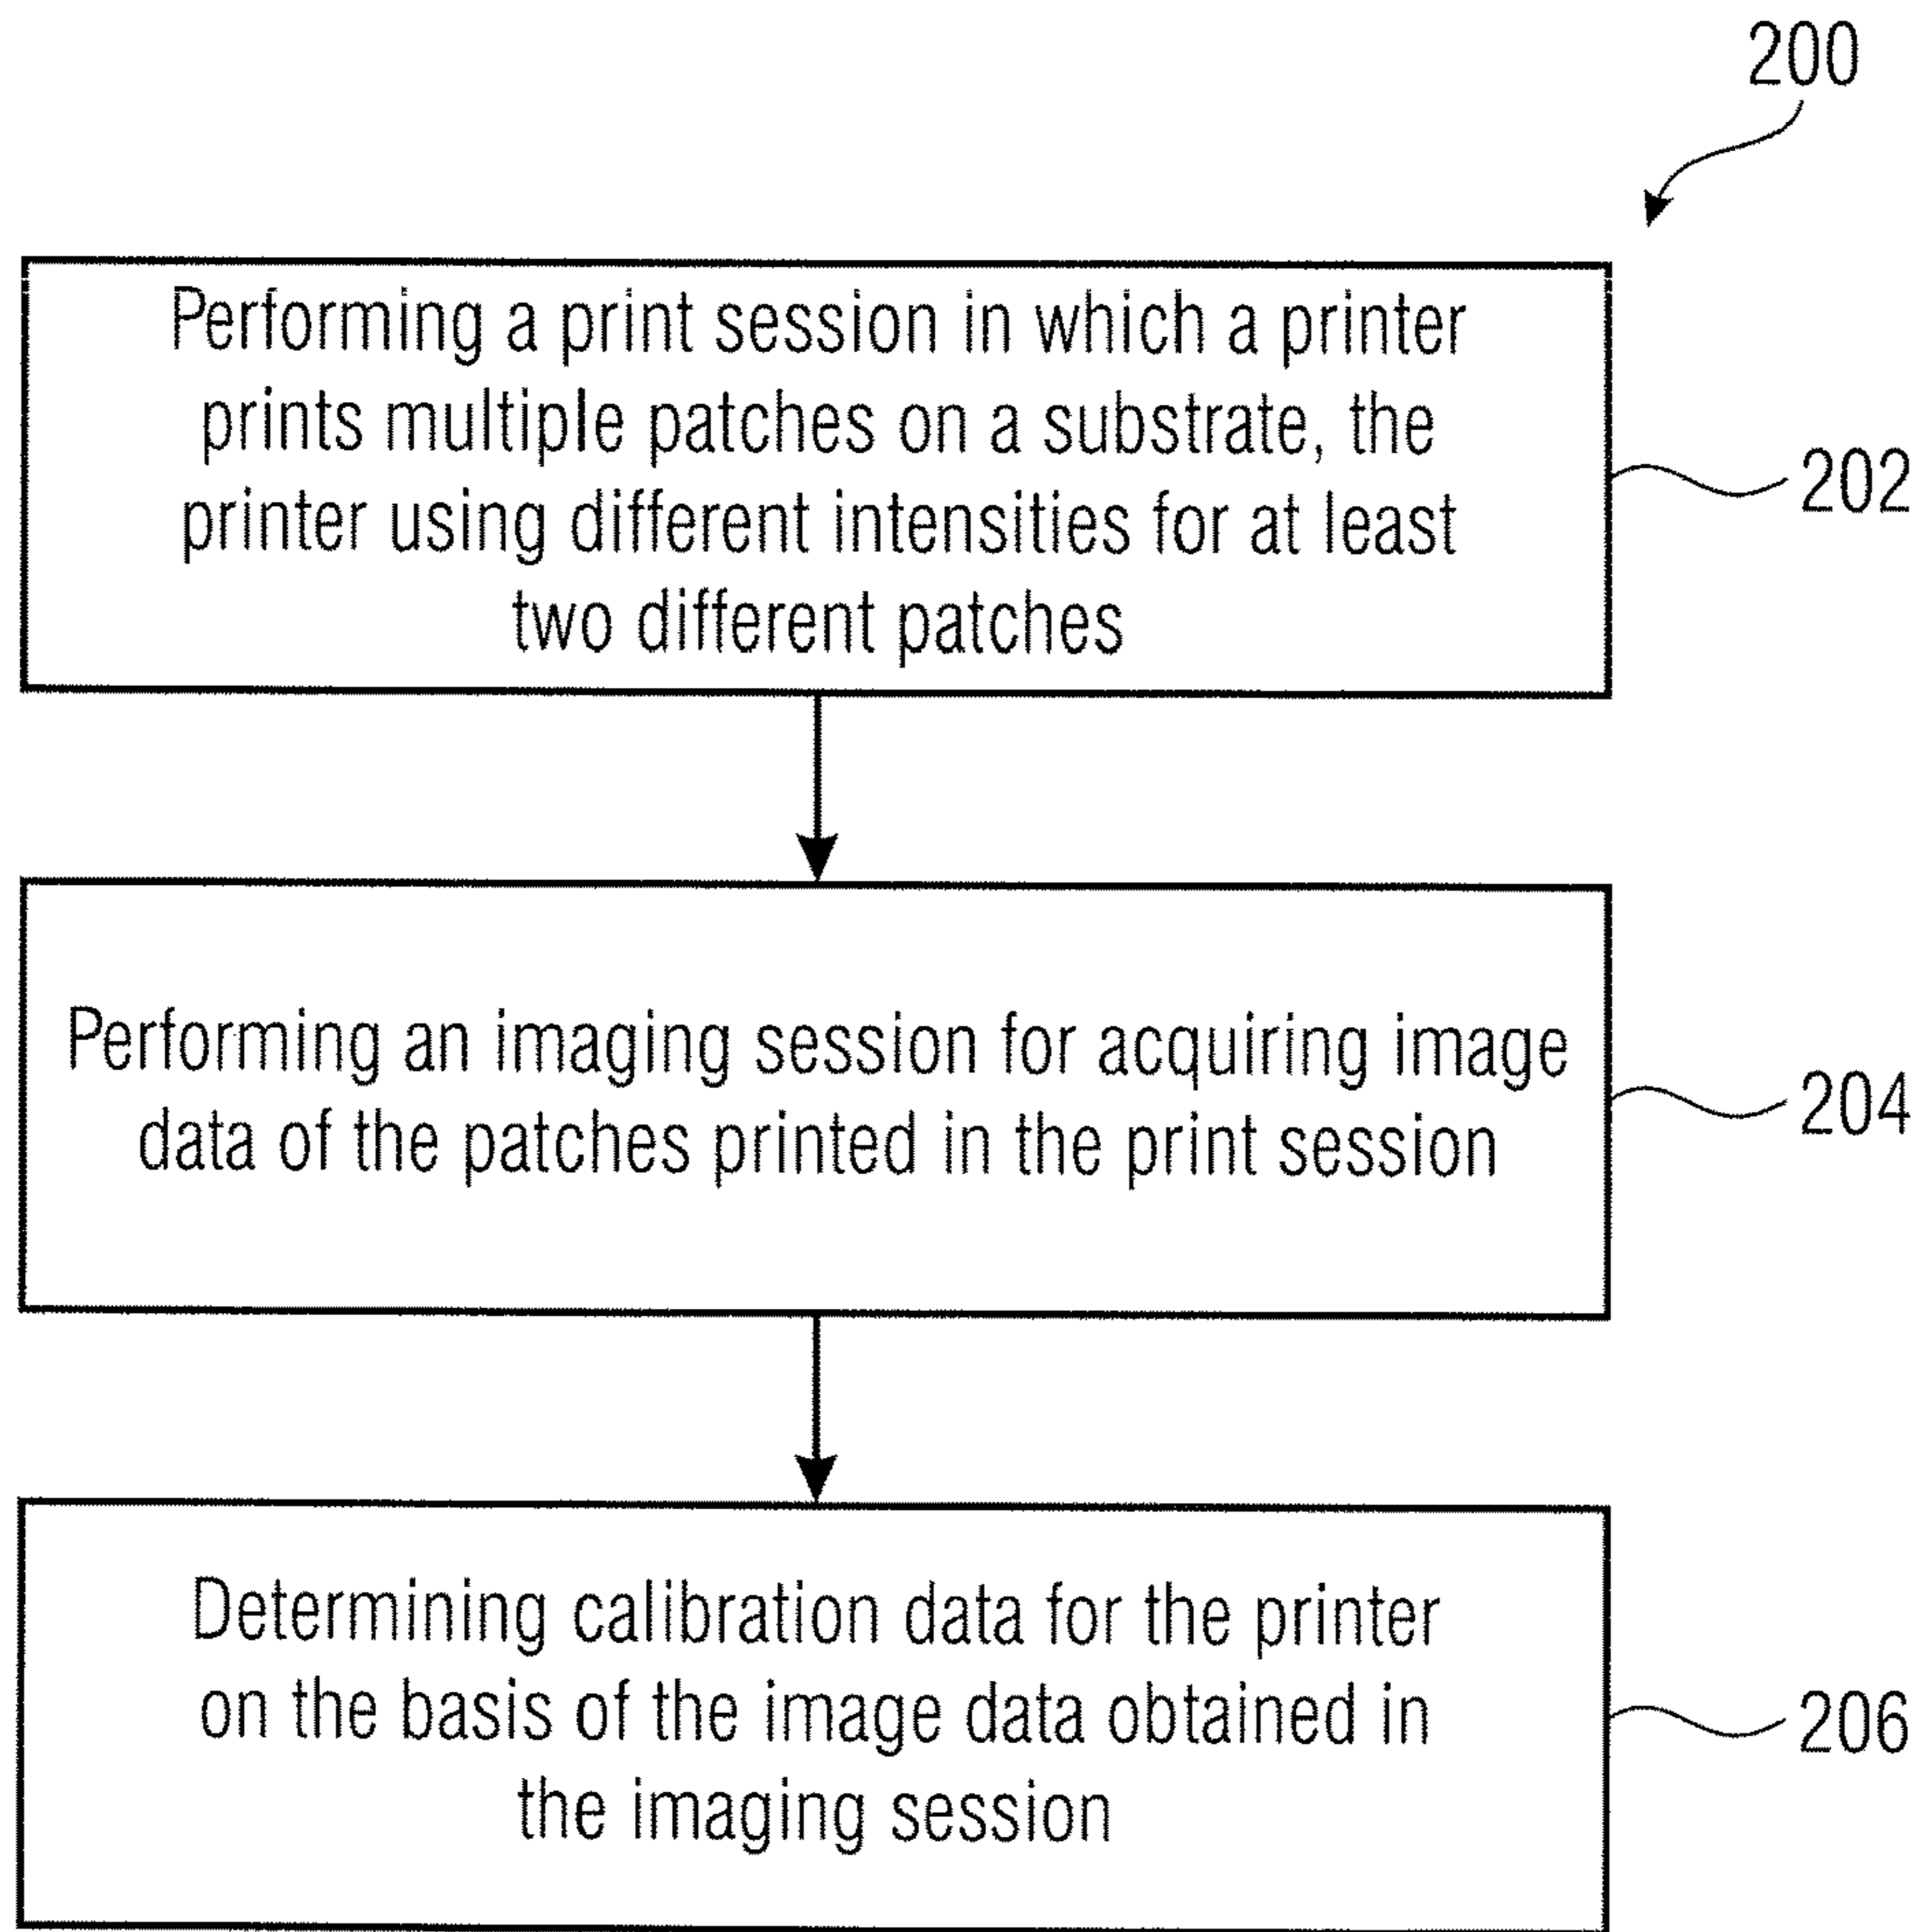 200
Performing a print session in which a printer
prints multiple patches on a substrate, the
printer using different intensities for at least
two different patches
202
Performing an imaging session for acquiring image
data of the patches printed in the print session
204
Determining calibration data for the printer
on the basis of the image data obtained in
the imaging session
206